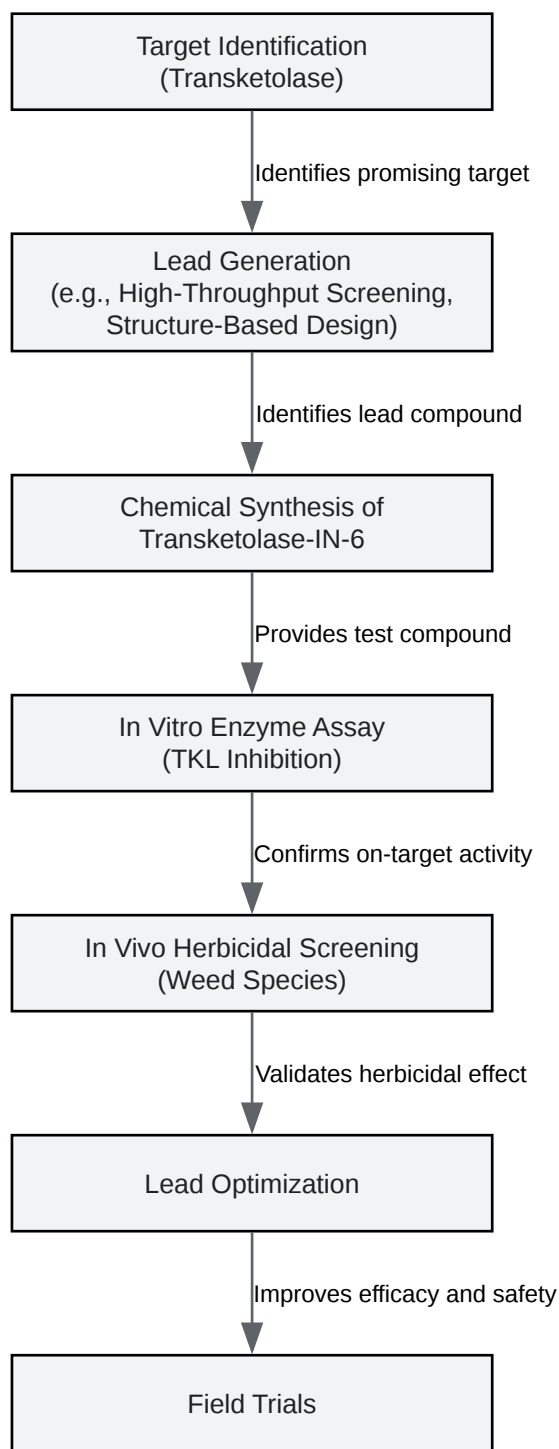 Target Identification
(Transketolase)
Identifies promising target
Lead Generation
(e.g., High-Throughput Screening,
Structure-Based Design)
Identifies lead compound
Chemical Synthesis of
Transketolase-IN-6
Provides test compound
In Vitro Enzyme Assay
(TKL Inhibition)
Confirms on-target activity
In Vivo Herbicidal Screening
(Weed Species)
Validates herbicidal effect
Lead Optimization
Improves efficacy and safety
Field Trials